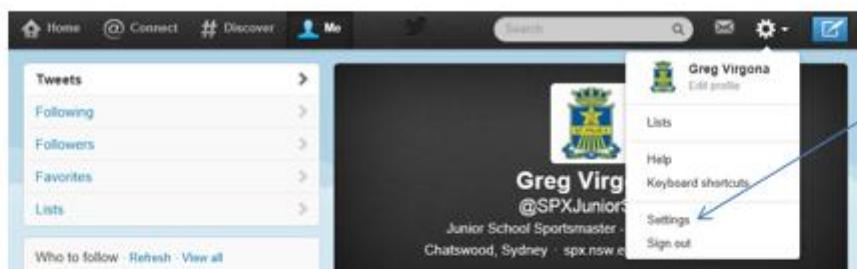 Home @ Connect # Discover Me Search
Greg Virgona
Edit profile
Lists
Help
Keyboard shortcuts
Settings
Sign out
Tweets
Following
Followers
Favorites
Lists
Who to follow · Refresh · View all
Greg Virg
@SPXJuniorS
Junior School Sportsmaster -
Chatswood, Sydney · spx.nsw.e